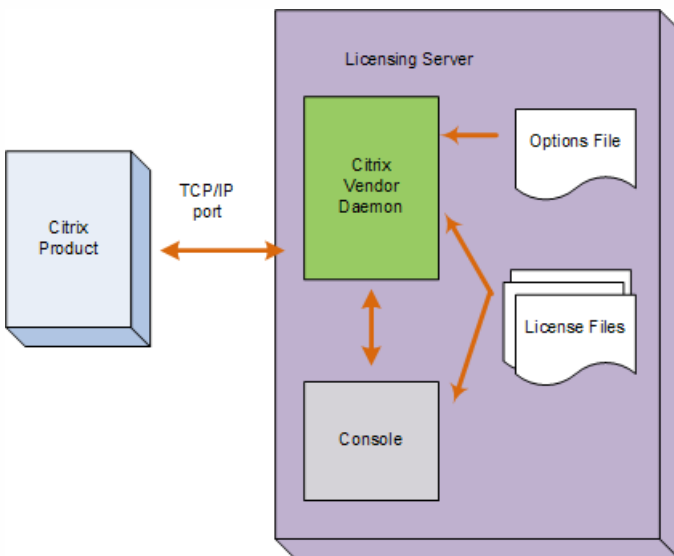 Licensing Server
Citrix
Vendor
Daemon
Options File
TCP/IP
port
Citrix
Product
License Files
Console